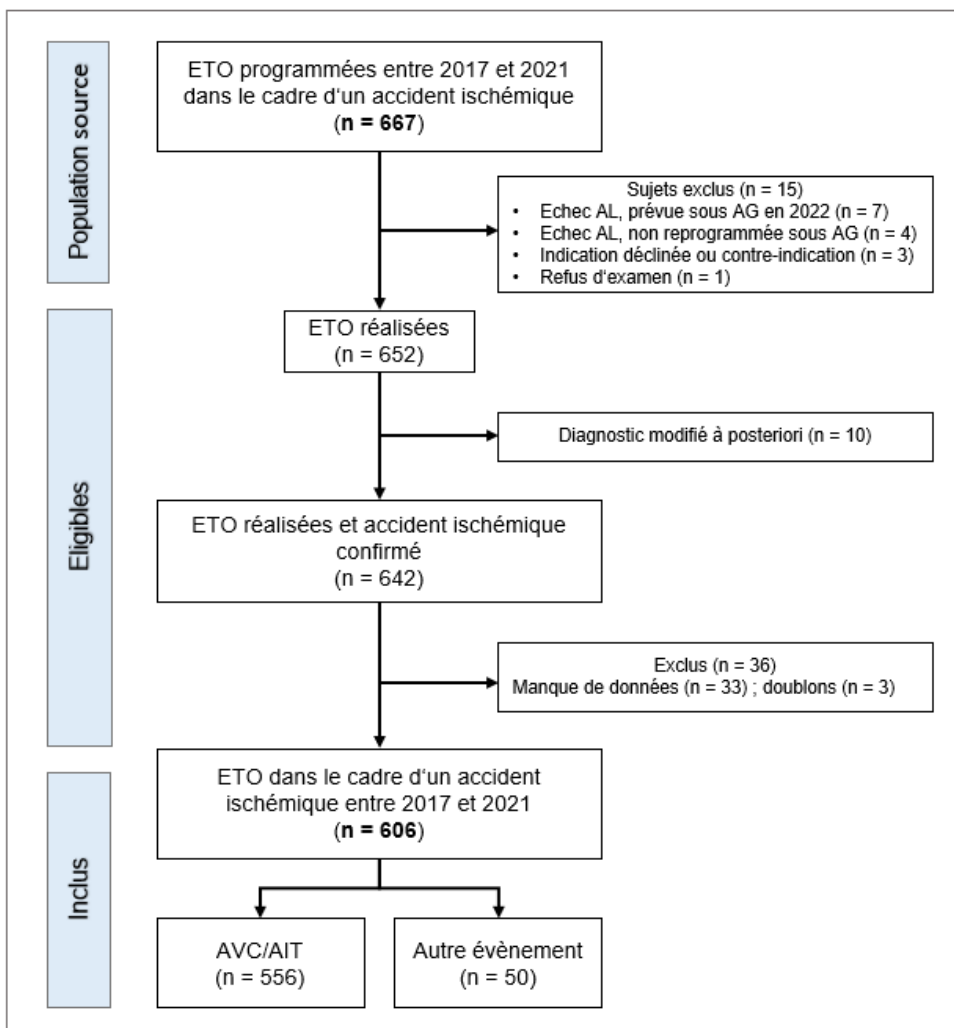 Population source
ETO programmées entre 2017 et 2021
dans le cadre d'un accident ischémique
(n = 667)
Sujets exclus (n = 15)
• Echec AL, prévue sous AG en 2022 (n = 7)
• Echec AL, non reprogrammée sous AG (n = 4)
• Indication déclinée ou contre-indication (n = 3)
• Refus d'examen (n = 1)
Eligibles
ETO réalisées
(n = 652)
Diagnostic modifié à posteriori (n = 10)
ETO réalisées et accident ischémique
confirmé
(n = 642)
Exclus (n = 36)
Manque de données (n = 33) ; doublons (n = 3)
Inclus
ETO dans le cadre d'un accident
ischémique entre 2017 et 2021
(n = 606)
AVC/AIT
(n = 556)
Autre évènement
(n = 50)